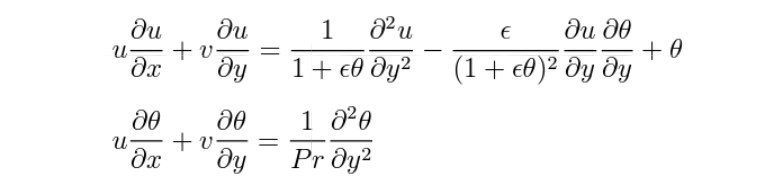 u ∂u/∂x + v ∂u/∂y = 1/(1 + ϵθ) ∂²u/∂y² − ϵ/(1 + ϵθ)² ∂u/∂y ∂θ/∂y + θ
u ∂θ/∂x + v ∂θ/∂y = 1/Pr ∂²θ/∂y²